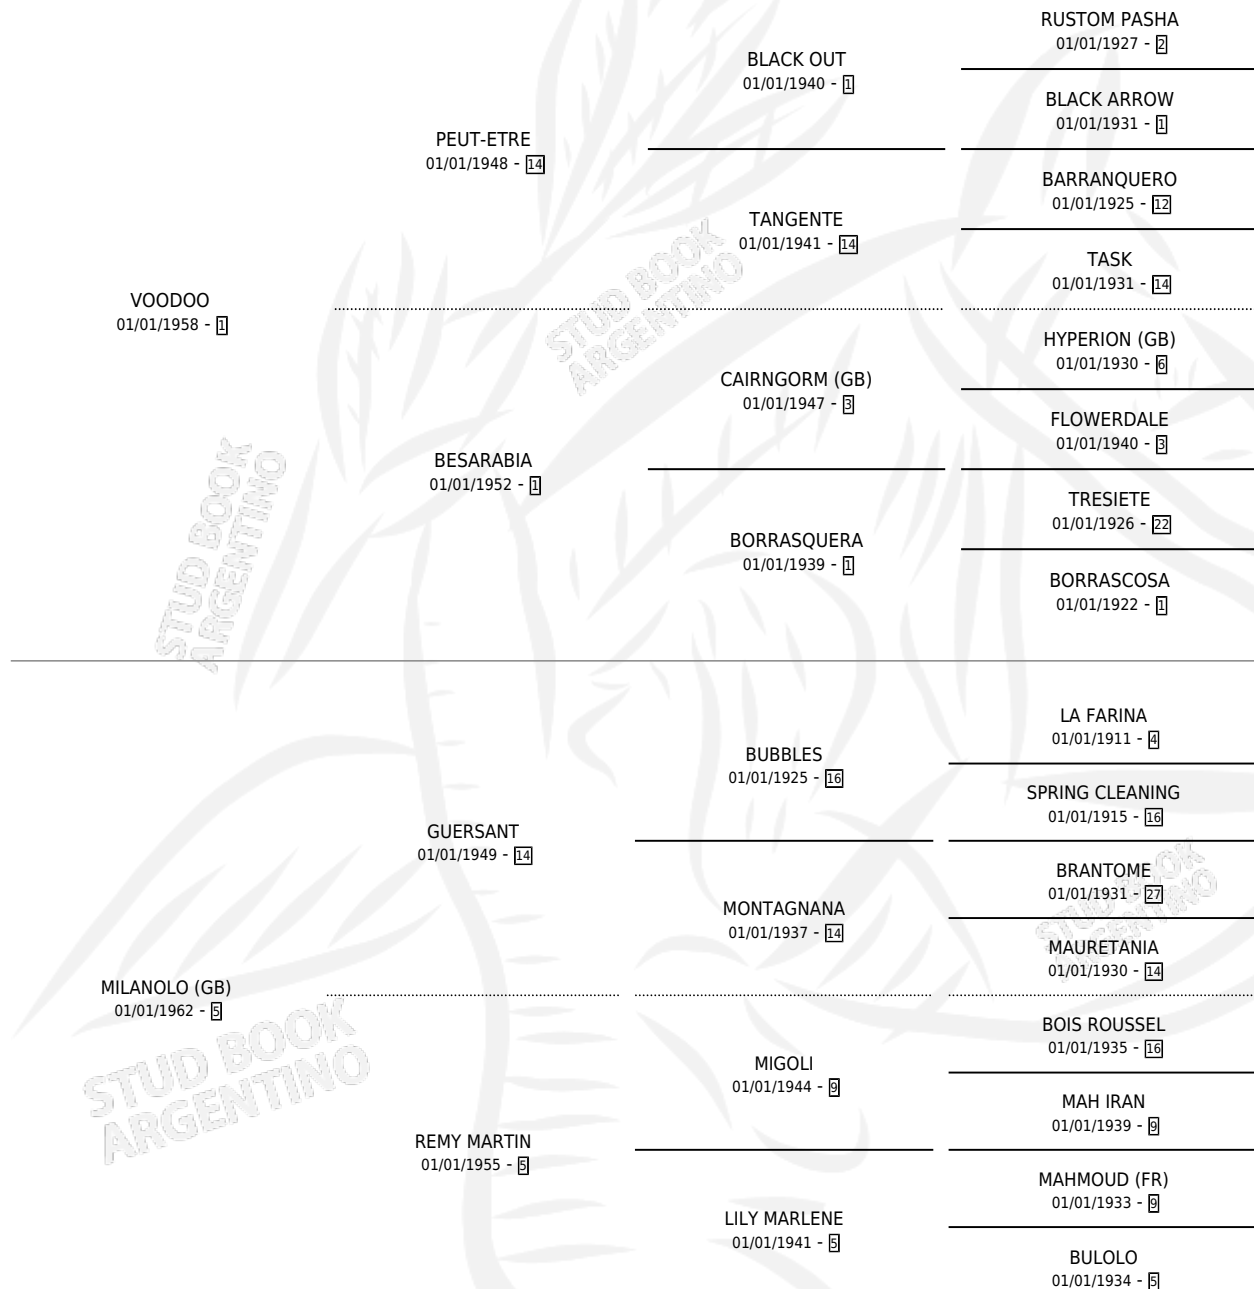 RUSTOM PASHA
01/01/1927 - 2
BLACK OUT
01/01/1940 - 1
BLACK ARROW
01/01/1931 - 1
PEUT-ETRE
01/01/1948 - 14
BARRANQUERO
01/01/1925 - 12
TANGENTE
01/01/1941 - 14
TASK
01/01/1931 - 14
VOODOO
01/01/1958 - 1
STUD BOOK
ARGENTINO
HYPERION (GB)
01/01/1930 - 6
CAIRNGORM (GB)
01/01/1947 - 3
FLOWERDALE
01/01/1940 - 3
BESARABIA
01/01/1952 - 1
TRESIETE
01/01/1926 - 22
BORRASQUERA
01/01/1939 - 1
BORRASCOSA
01/01/1922 - 1
STUD BOOK
ARGENTINO
LA FARINA
01/01/1911 - 4
BUBBLES
01/01/1925 - 16
SPRING CLEANING
01/01/1915 - 16
GUERSANT
01/01/1949 - 14
BRANTOME
01/01/1931 - 27
MONTAGNANA
01/01/1937 - 14
STUD BOOK
ARGENTINO
MAURETANIA
01/01/1930 - 14
MILANOLO (GB)
01/01/1962 - 5
BOIS ROUSSEL
01/01/1935 - 16
STUD BOOK
ARGENTINO
MIGOLI
01/01/1944 - 9
MAH IRAN
01/01/1939 - 9
REMY MARTIN
01/01/1955 - 5
MAHMOUD (FR)
01/01/1933 - 9
LILY MARLENE
01/01/1941 - 5
BULOLO
01/01/1934 - 5